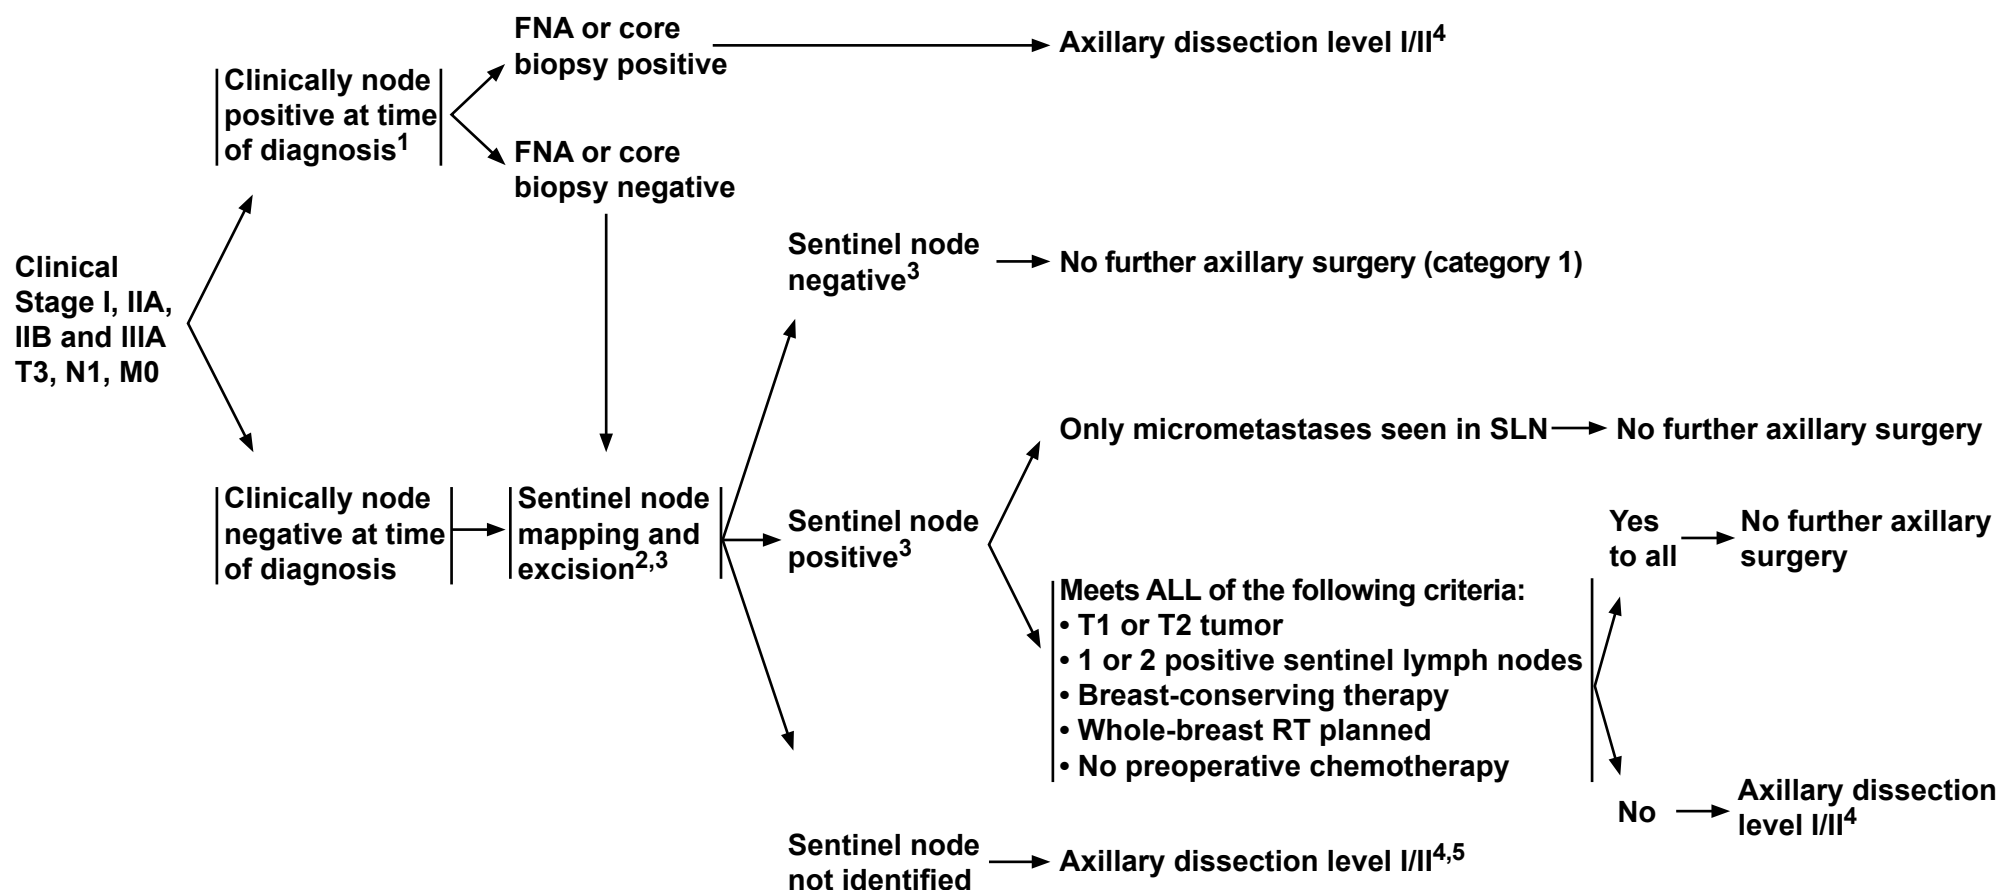 Clinical
Stage I, IIA,
IIB and IIIA
T3, N1, M0
Clinically node
positive at time
of diagnosis1
FNA or core
biopsy positive
Axillary dissection level I/II4
FNA or core
biopsy negative
Clinically node
negative at time
of diagnosis
Sentinel node
mapping and
excision2,3
Sentinel node
negative3
No further axillary surgery (category 1)
Sentinel node
positive3
Only micrometastases seen in SLN
No further axillary surgery
Meets ALL of the following criteria:
• T1 or T2 tumor
• 1 or 2 positive sentinel lymph nodes
• Breast-conserving therapy
• Whole-breast RT planned
• No preoperative chemotherapy
Yes
to all
No further axillary
surgery
No
Axillary dissection
level I/II4
Sentinel node
not identified
Axillary dissection level I/II4,5